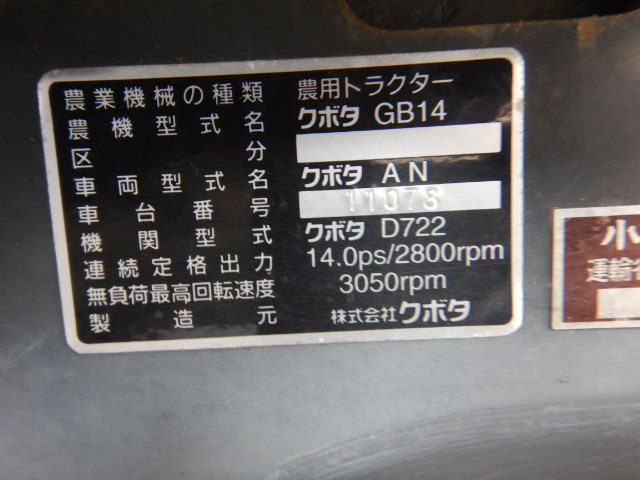 農業機械の種類 農用トラクター
農機型式名 クボタ GB14
区分
車両型式名 クボタ AN
車台番号 11073
機関型式 クボタ D722
連続定格出力 14.0ps/2800rpm
無負荷最高回転速度 3050rpm
製造元 株式会社クボタ
小
運輸省